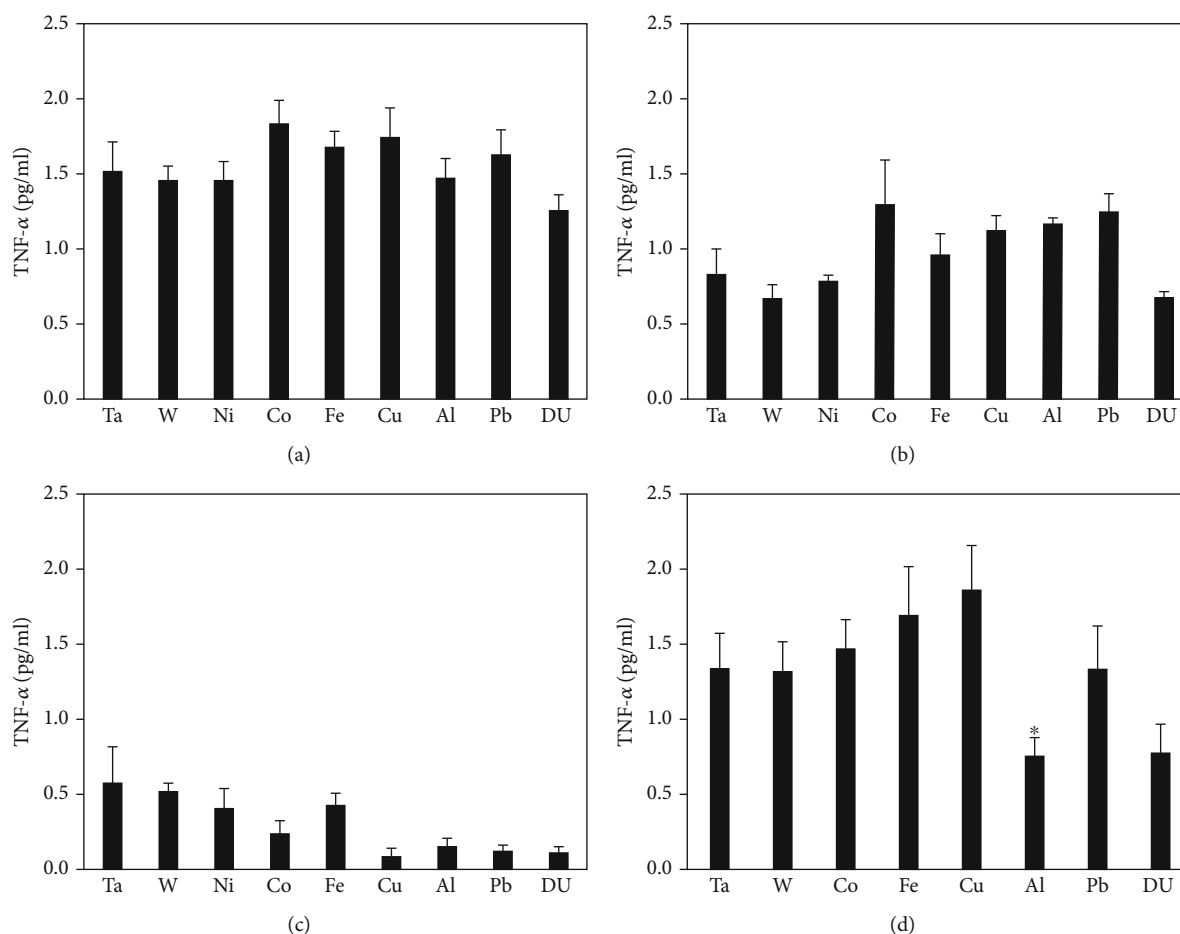 2.5
2.0
1.5
1.0
0.5
0.0
TNF-α (pg/ml)
Ta W Ni Co Fe Cu Al Pb DU
(a)
2.5
2.0
1.5
1.0
0.5
0.0
TNF-α (pg/ml)
Ta W Ni Co Fe Cu Al Pb DU
(b)
2.5
2.0
1.5
1.0
0.5
0.0
TNF-α (pg/ml)
Ta W Ni Co Fe Cu Al Pb DU
(c)
2.5
2.0
1.5
1.0
0.5
0.0
TNF-α (pg/ml)
*
Ta W Co Fe Cu Al Pb DU
(d)